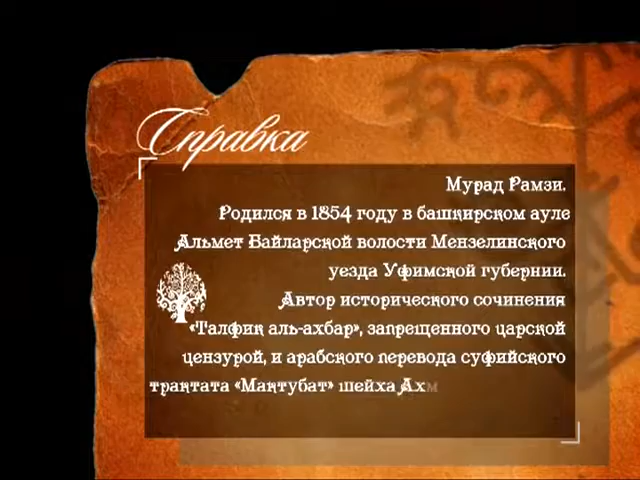 Справка
Мурад Рамзи.
Родился в 1854 году в башкирском ауле
Альмет Байларской волости Мензелинского
уезда Уфимской губернии.
Автор исторического сочинения
«Талфик аль-ахбар», запрещенного царской
цензурой, и арабского перевода суфийского
трактата «Мактубат» шейха Ахм